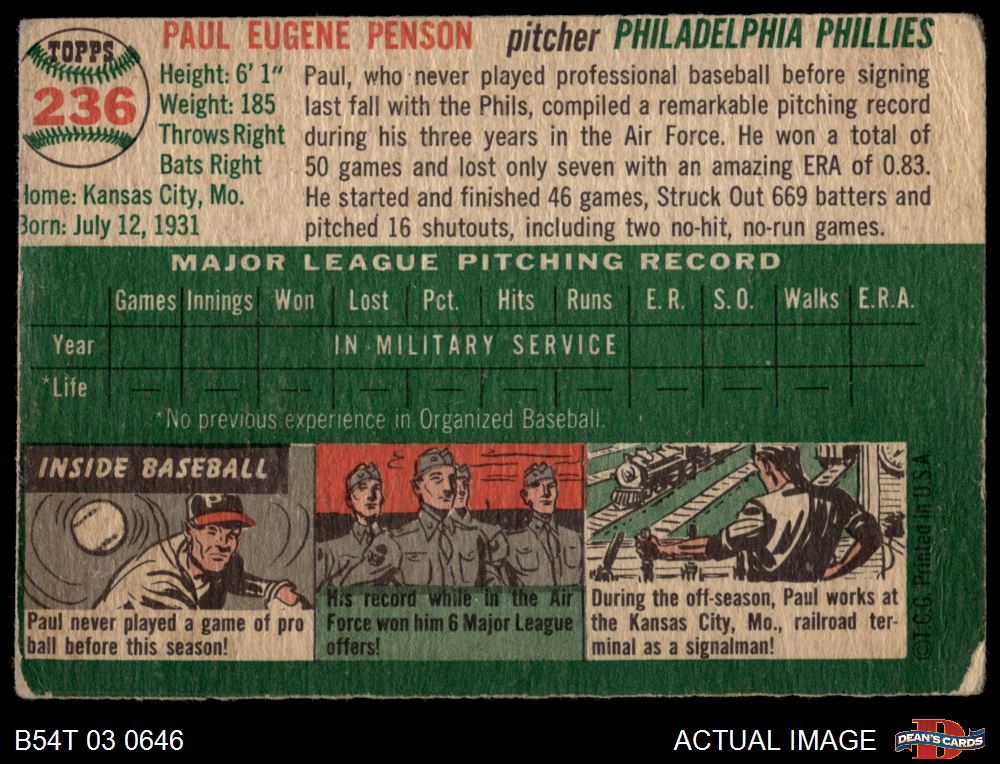 TOPPS
236
PAUL EUGENE PENSON pitcher PHILADELPHIA PHILLIES
Height: 6' 1"
Weight: 185
Throws Right
Bats Right
Home: Kansas City, Mo.
Born: July 12, 1931
Paul, who never played professional baseball before signing
last fall with the Phils, compiled a remarkable pitching record
during his three years in the Air Force. He won a total of
50 games and lost only seven with an amazing ERA of 0.83.
He started and finished 46 games, Struck Out 669 batters and
pitched 16 shutouts, including two no-hit, no-run games.
MAJOR LEAGUE PITCHING RECORD
Games Innings Won Lost Pct. Hits Runs E.R. S.O. Walks E.R.A.
Year IN MILITARY SERVICE
*Life — — — — — — — — — —
*No previous experience in Organized Baseball.
INSIDE BASEBALL
B
Paul never played a game of pro
ball before this season!
His record while in the Air
Force won him 6 Major League
offers!
During the off-season, Paul works at
the Kansas City, Mo., railroad ter-
minal as a signalman!
©T.C.G. Printed in U.S.A.
B54T 03 0646
ACTUAL IMAGE
D
DEAN'S CARDS